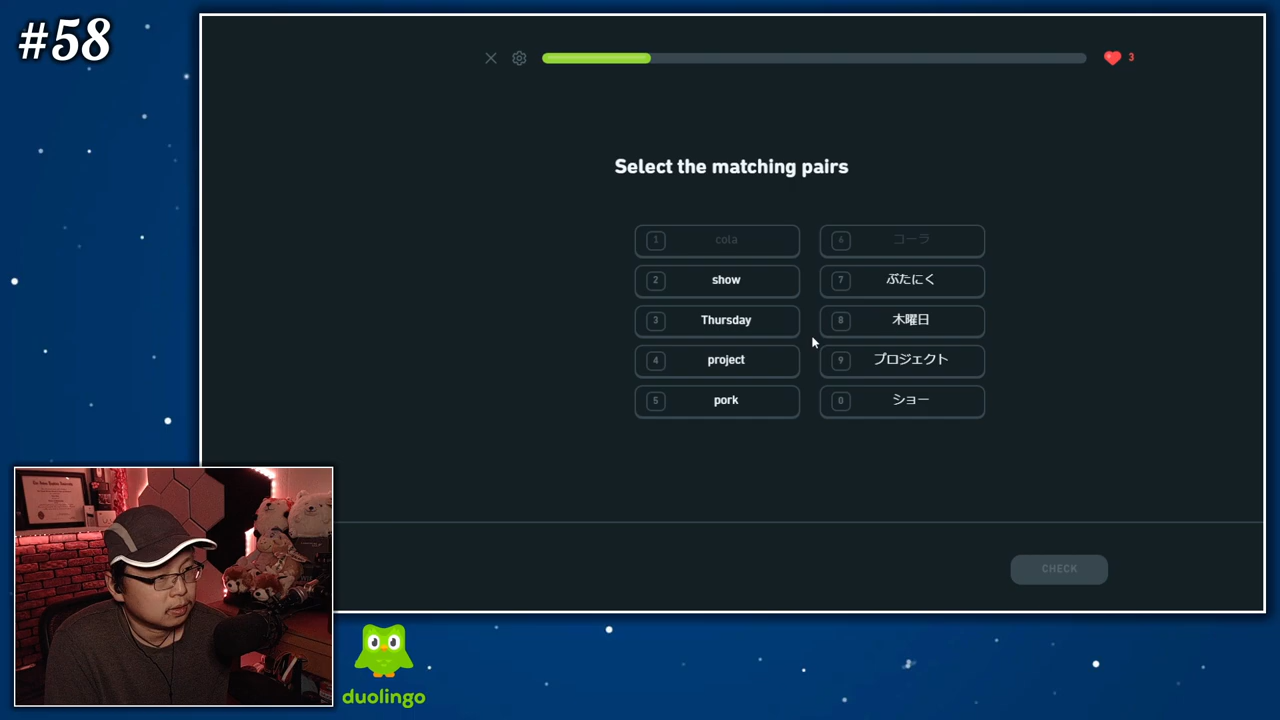 #58
3
Select the matching pairs
1 cola 6 コーラ
2 show 7 ぶたにく
3 Thursday 8 木曜日
4 project 9 プロジェクト
5 pork 0 ショー
CHECK
duolingo